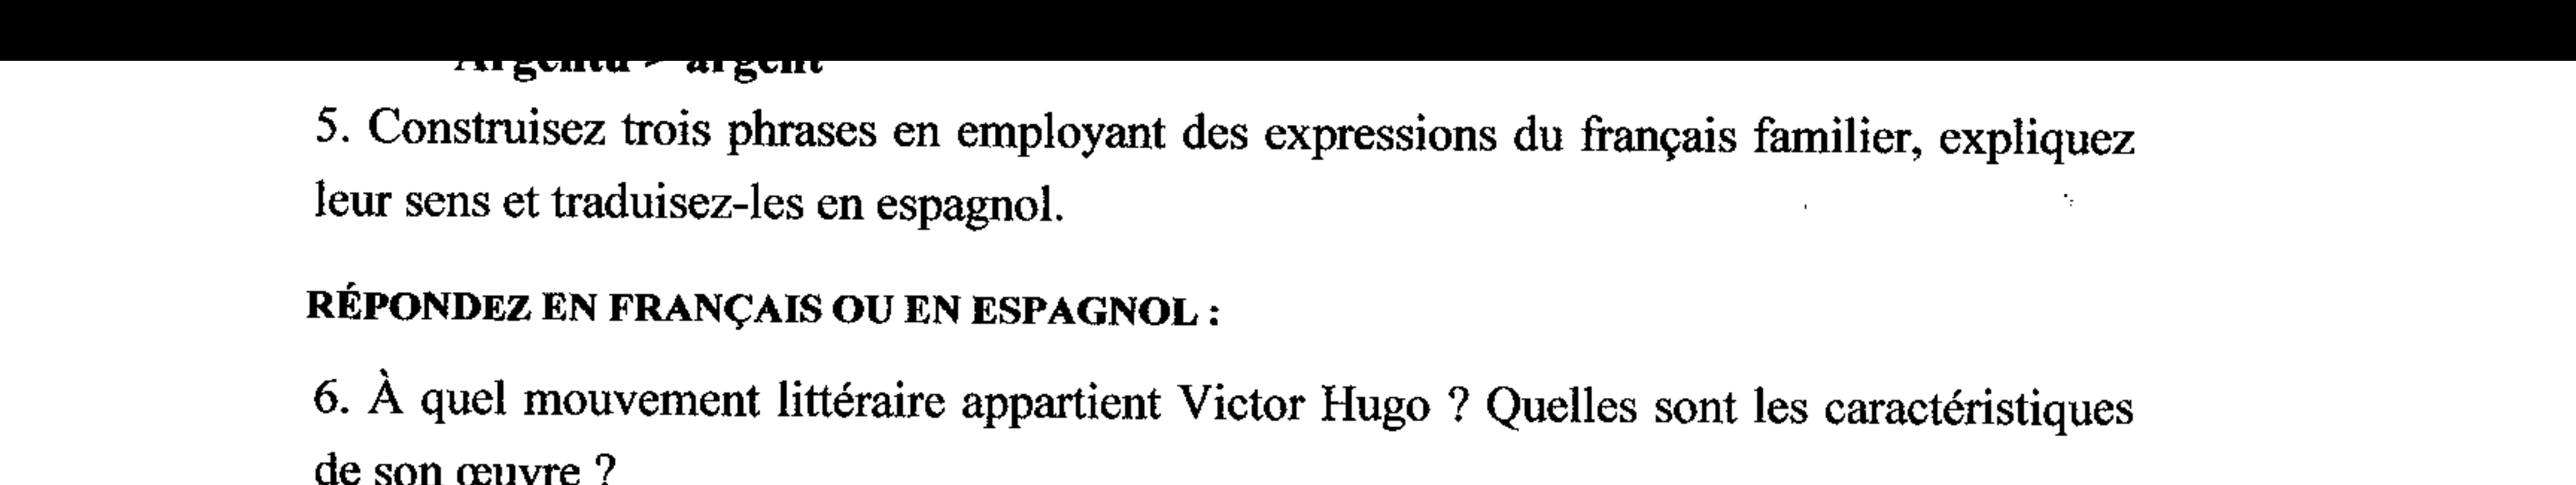 Argentu > argent
5. Construisez trois phrases en employant des expressions du français familier, expliquez
leur sens et traduisez-les en espagnol.
RÉPONDEZ EN FRANÇAIS OU EN ESPAGNOL :
6. À quel mouvement littéraire appartient Victor Hugo ? Quelles sont les caractéristiques
de son œuvre ?